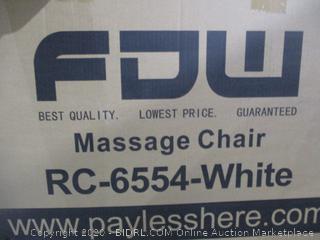 FDW
BEST QUALITY. LOWEST PRICE. GUARANTEED
Massage Chair
RC-6554-White
www.paylesshere.com
Copyright 2020 - BIDRL.COM Online Auction Marketplace